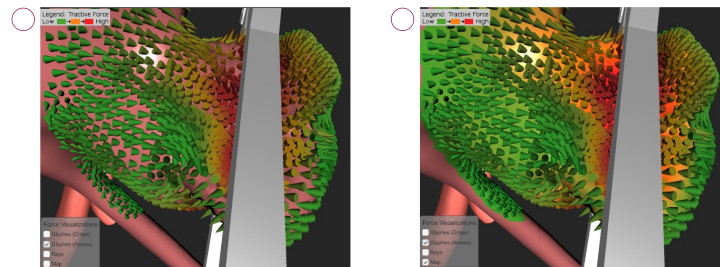 Legend: Tractive Force
Low → → High
Force Visualizations
Glyphes (Drops)
Glyphes (Arrows)
Rays
Map
Legend: Tractive Force
Low → → High
Force Visualizations
Glyphes (Drops)
Glyphes (Arrows)
Rays
Map